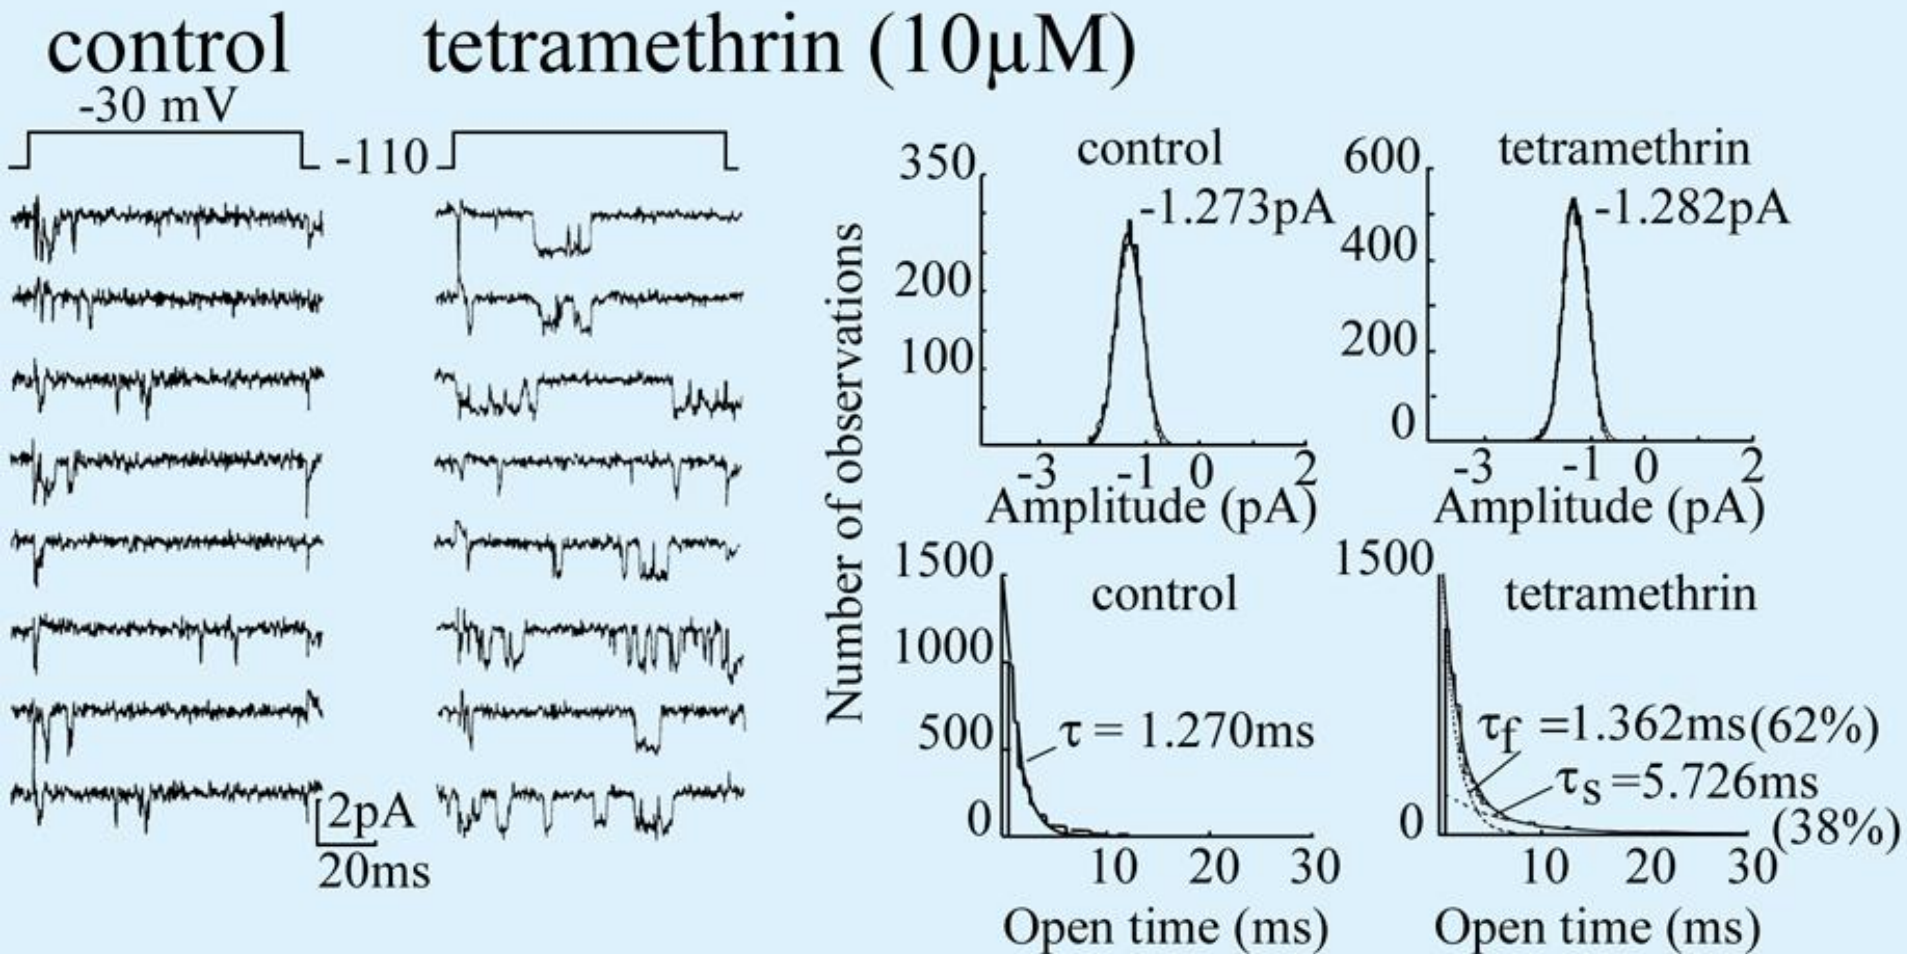 control
tetramethrin (10μM)
-30 mV
-110
2pA
20ms
Number of observations
350
200
100
control
-1.273pA
-3
-1
0
2
Amplitude (pA)
600
400
200
0
tetramethrin
-1.282pA
-3
-1
0
2
Amplitude (pA)
1500
1000
500
0
control
τ = 1.270ms
10
20
30
Open time (ms)
1500
0
tetramethrin
τf =1.362ms(62%)
τs =5.726ms
(38%)
10
20
30
Open time (ms)